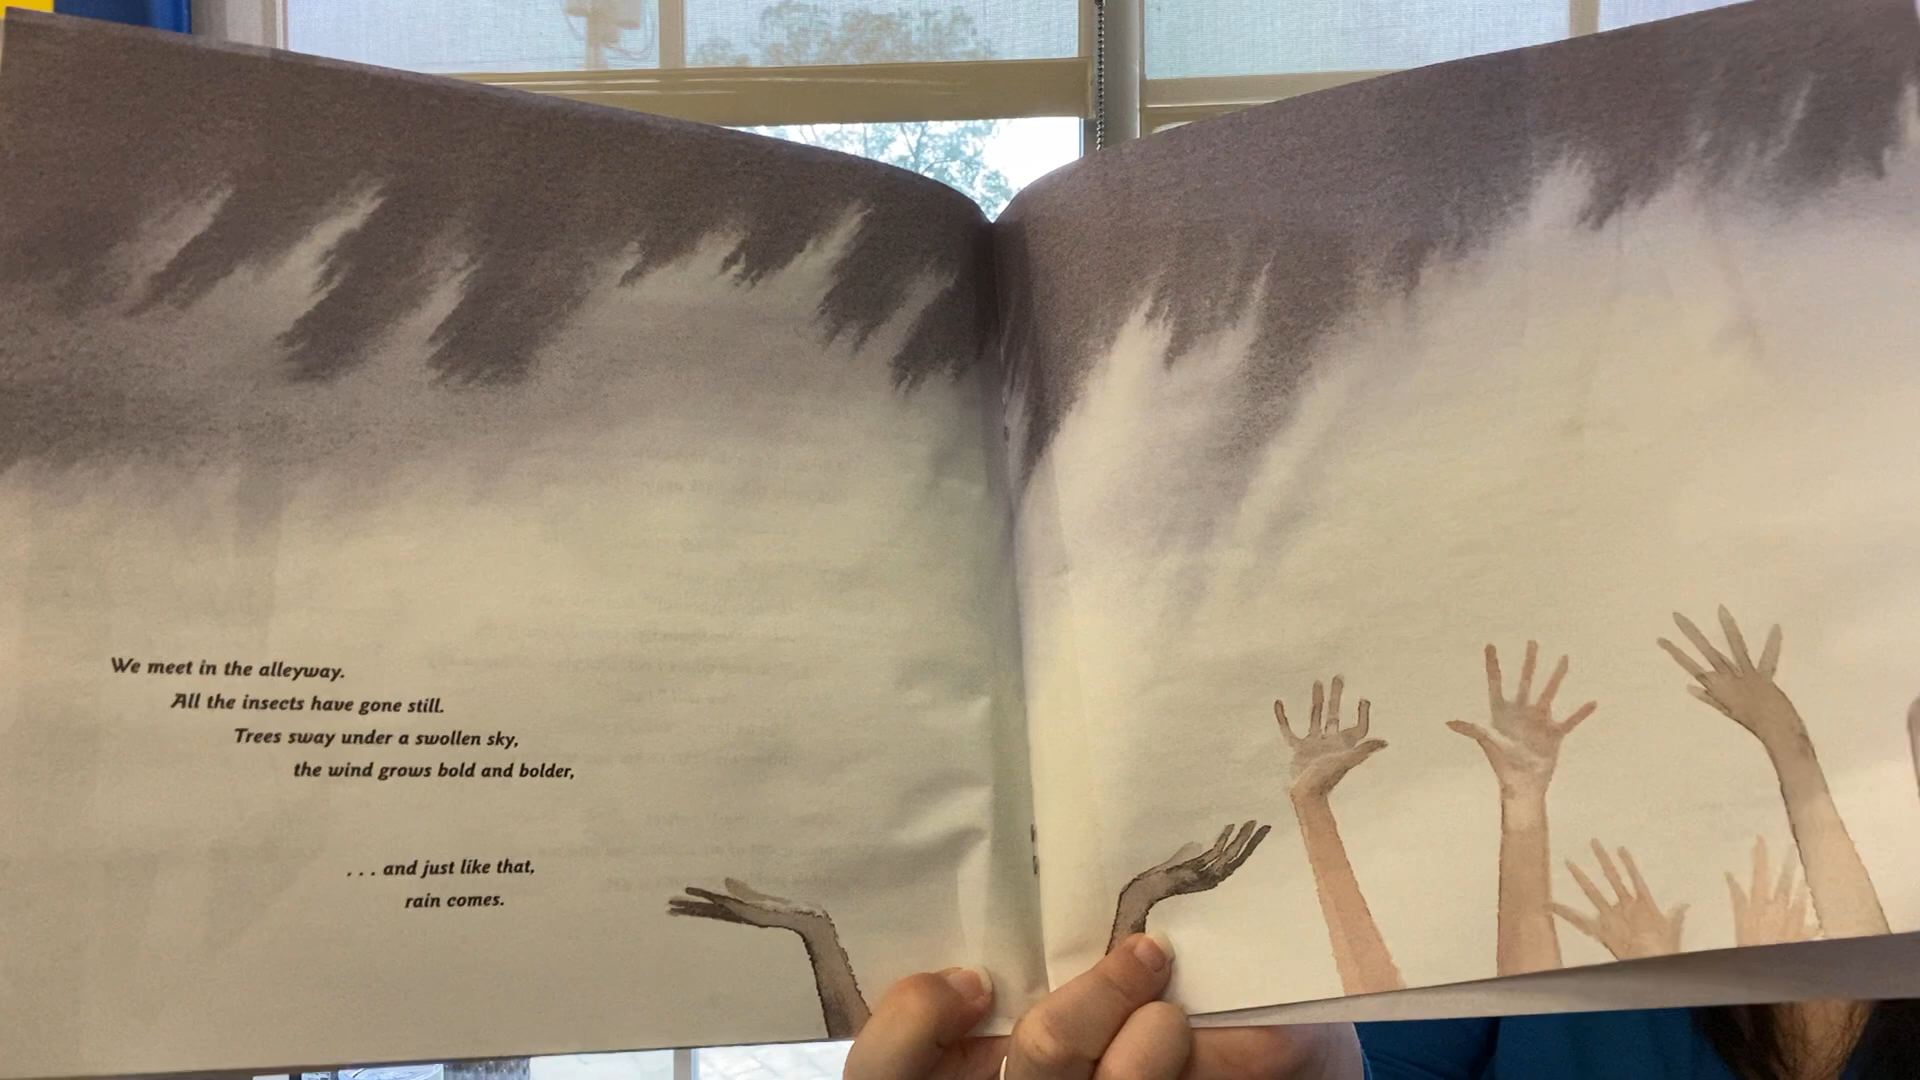 We meet in the alleyway.
All the insects have gone still.
Trees sway under a swollen sky,
the wind grows bold and bolder,
. . . and just like that,
rain comes.